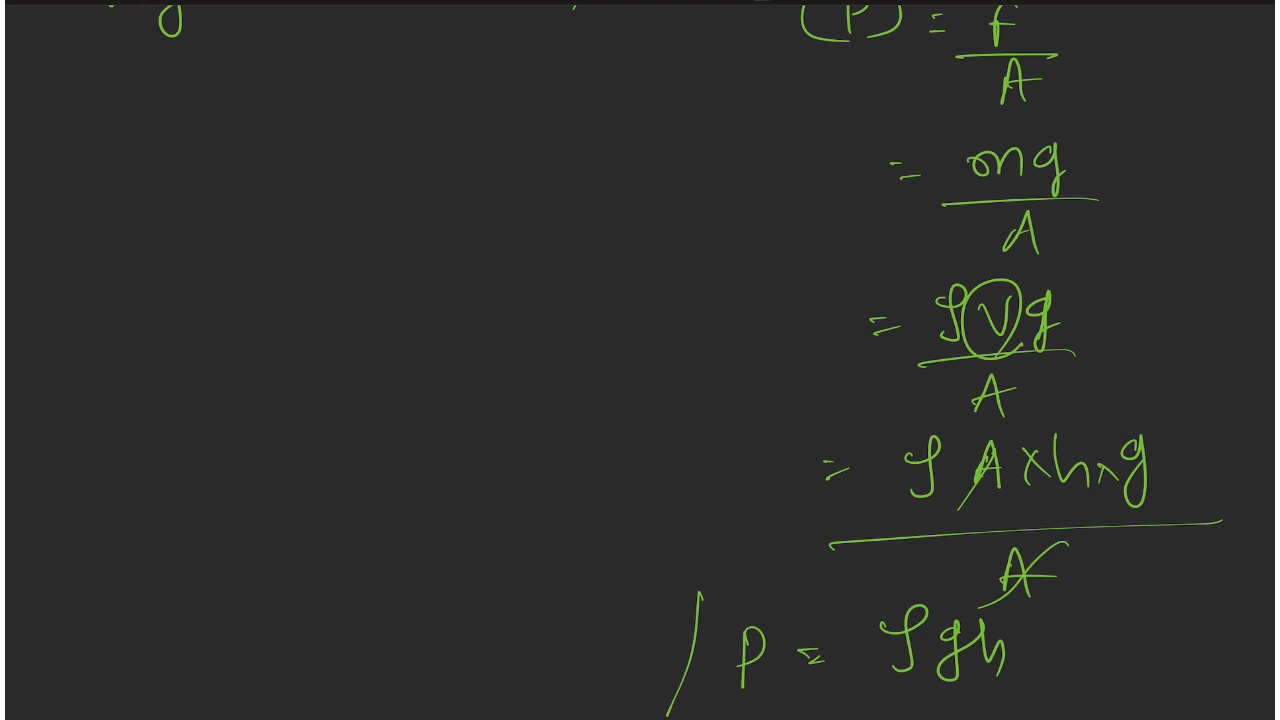 g (P) = F/A
= mg/A
= ρVg/A
= ρ A×h×g/A
P = ρgh